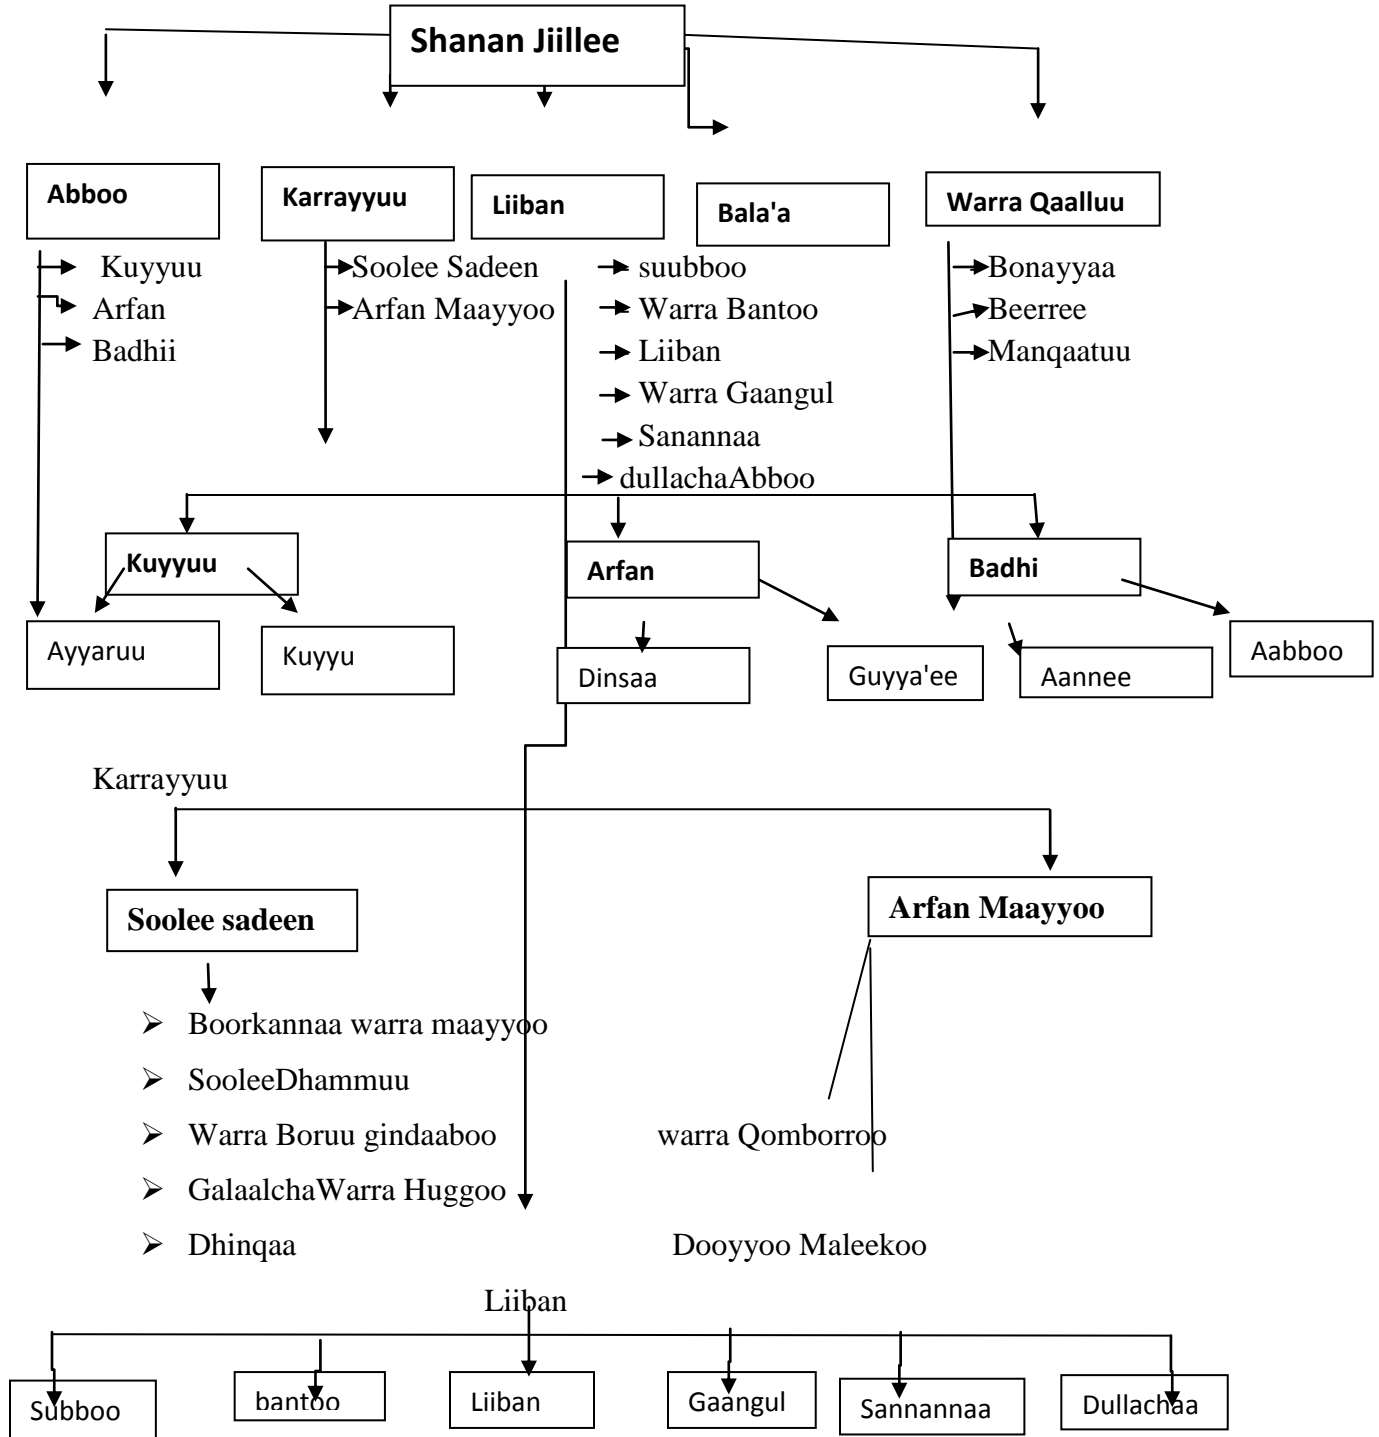 Shanan Jiillee
Abboo
Karrayyuu
Liiban
Bala'a
Warra Qaalluu
Kuyyuu
Arfan
Badhii
Soolee Sadeen
Arfan Maayyoo
suubboo
Warra Bantoo
Liiban
Warra Gaangul
Sanannaa
dullachaAbboo
Bonayyaa
Beerree
Manqaatuu
Kuyyuu
Arfan
Badhi
Ayyaruu
Kuyyu
Dinsaa
Guyya'ee
Aannee
Aabboo
Karrayyuu
Soolee sadeen
Arfan Maayyoo
➢ Boorkannaa warra maayyoo
➢ SooleeDhammuu
➢ Warra Boruu gindaaboo
warra Qomborroo
➢ GalaalchaWarra Huggoo
➢ Dhinqaa
Dooyyoo Maleekoo
Liiban
Subboo
bantoo
Liiban
Gaangul
Sannannaa
Dullachaa